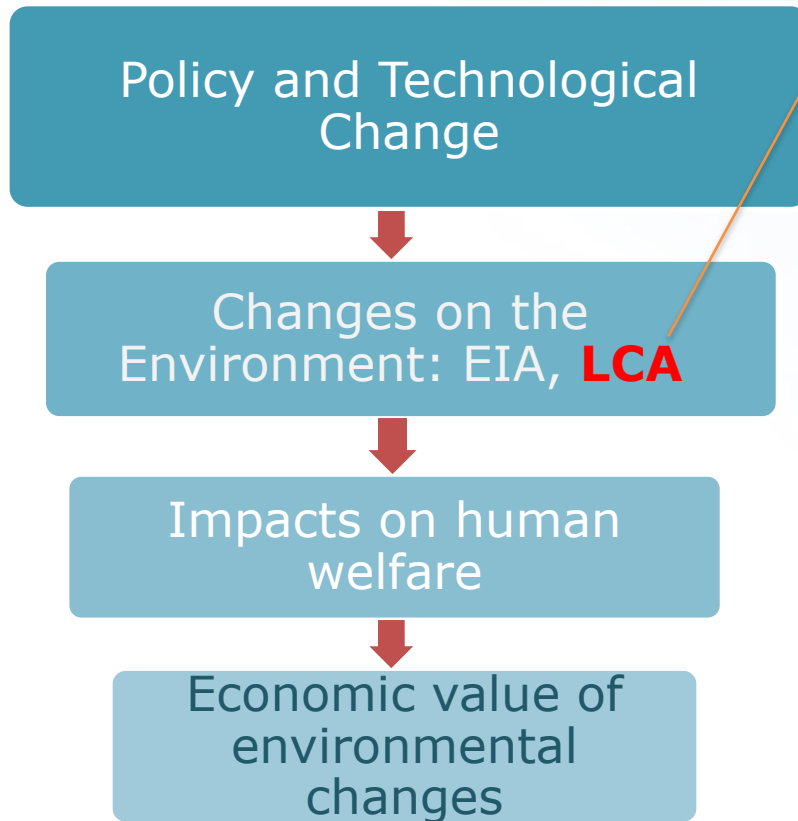 Policy and Technological
Change
Changes on the
Environment: EIA, LCA
Impacts on human
welfare
Economic value of
environmental
changes